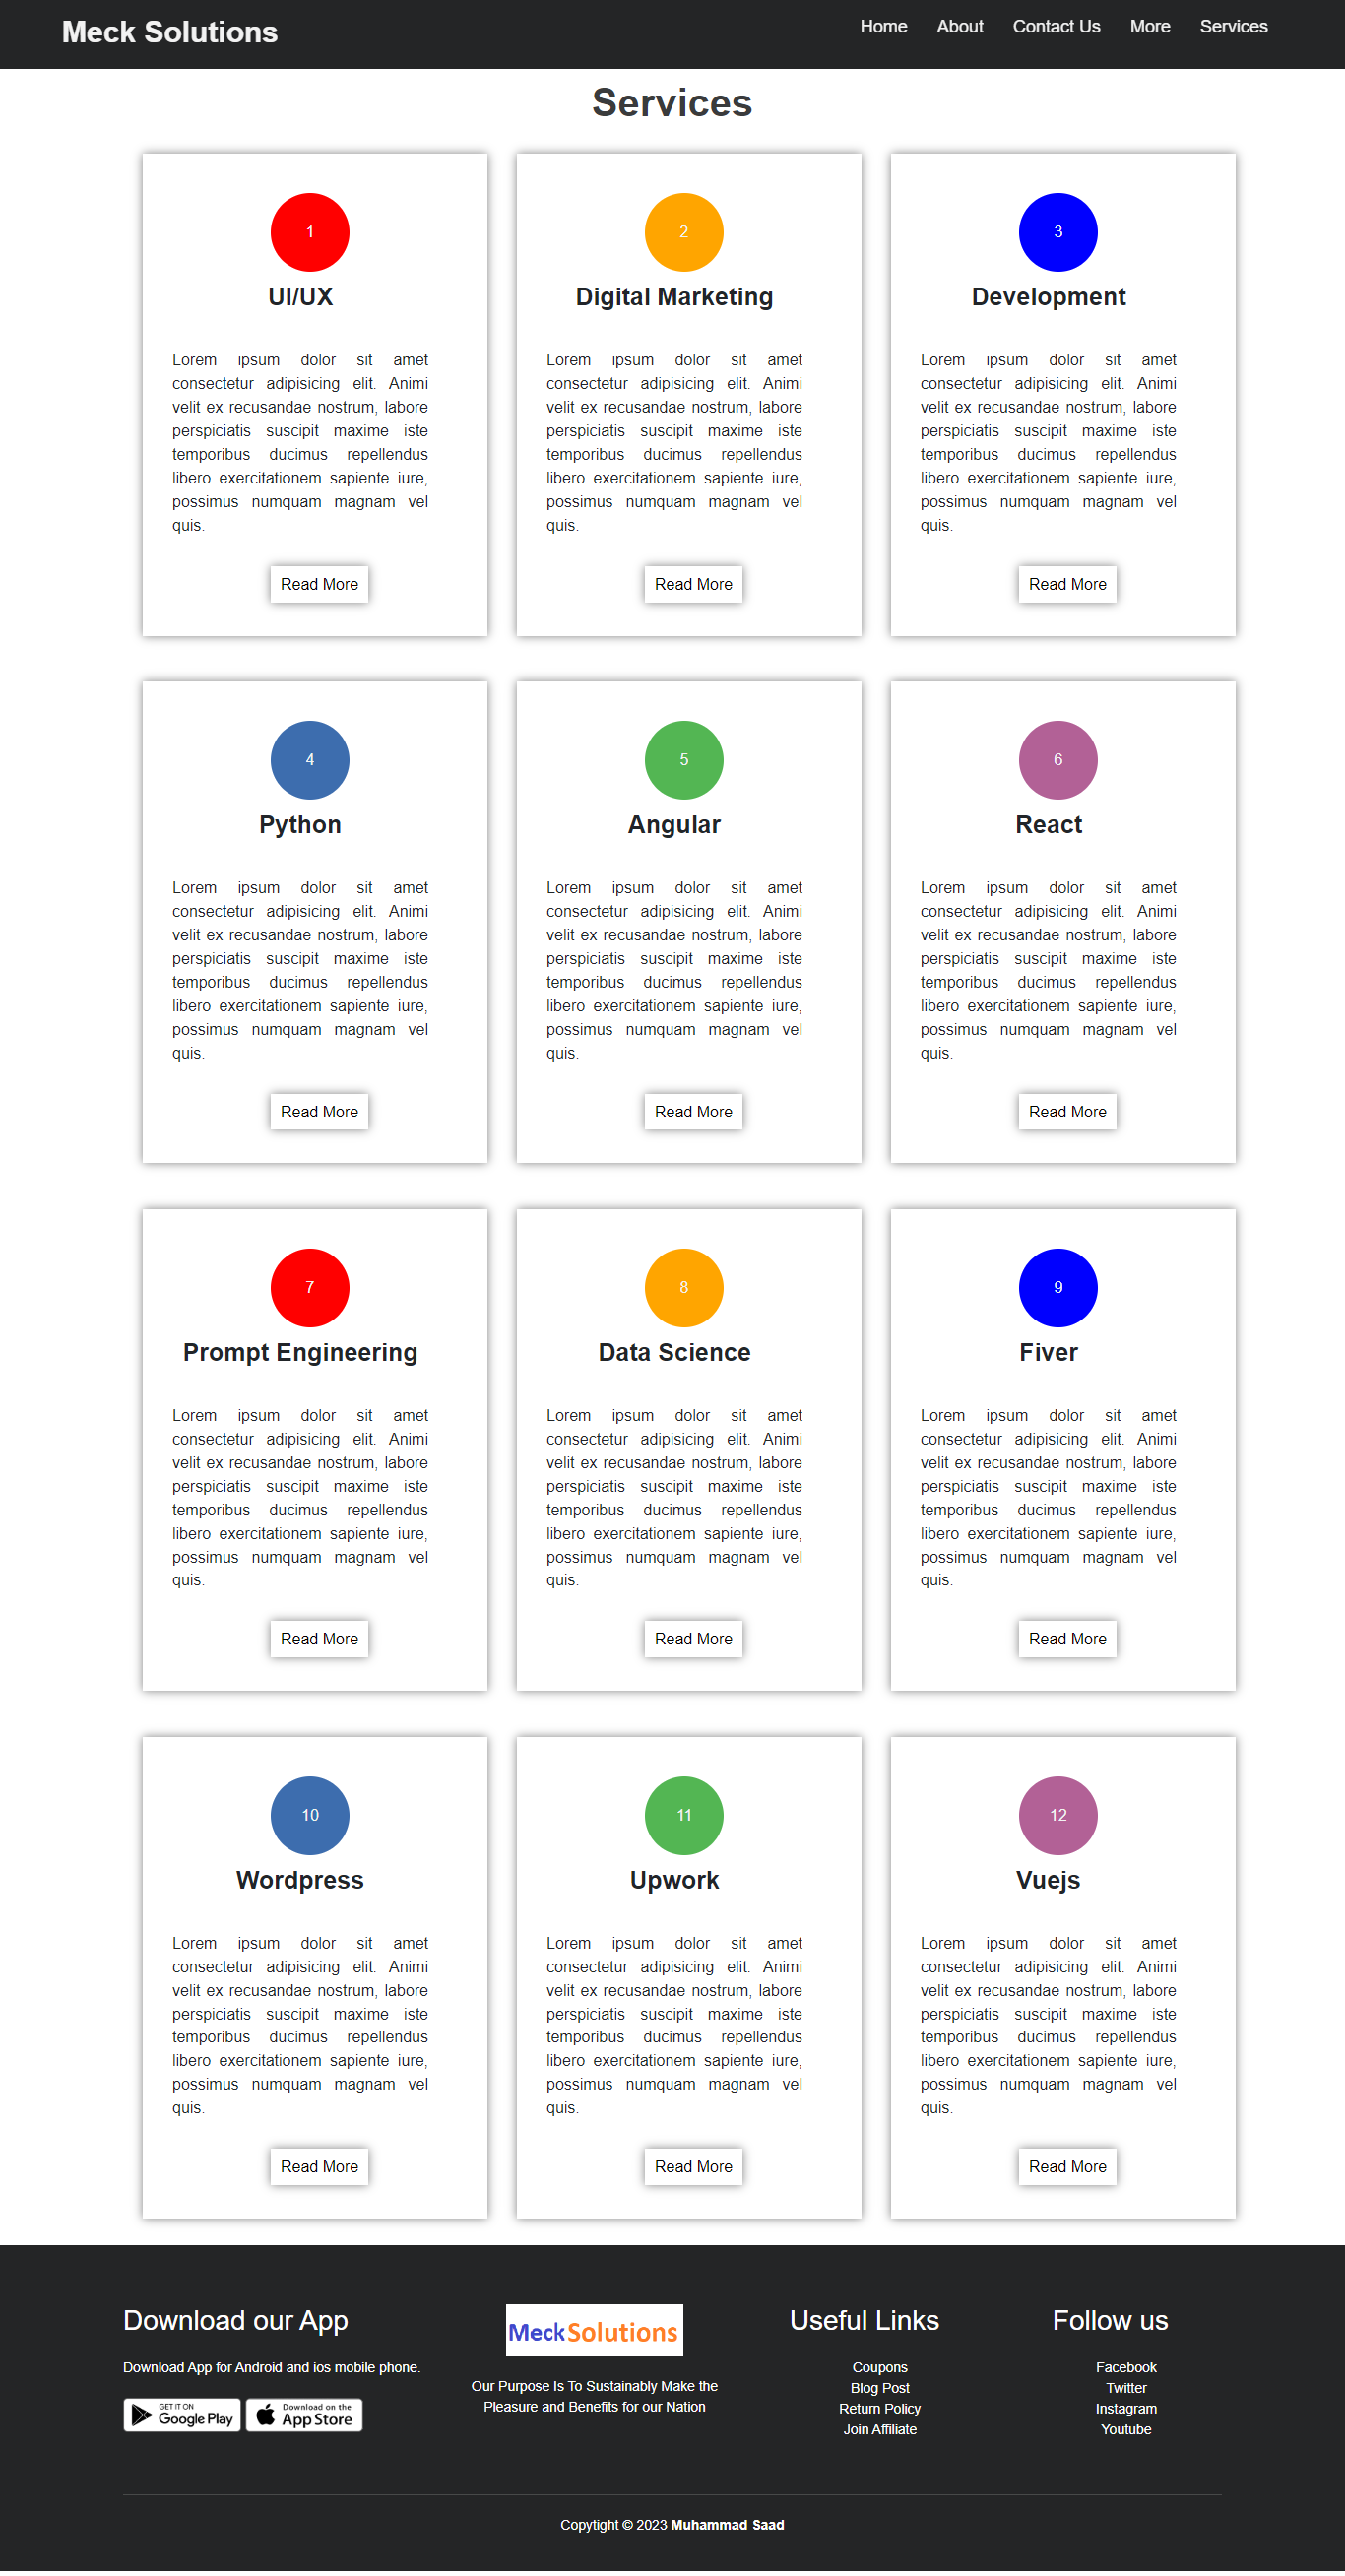 Meck Solutions
Home About Contact Us More Services
Services
1
UI/UX
Lorem ipsum dolor sit amet
consectetur adipisicing elit. Animi
velit ex recusandae nostrum, labore
perspiciatis suscipit maxime iste
temporibus ducimus repellendus
libero exercitationem sapiente iure,
possimus numquam magnam vel
quis.
Read More
2
Digital Marketing
Lorem ipsum dolor sit amet
consectetur adipisicing elit. Animi
velit ex recusandae nostrum, labore
perspiciatis suscipit maxime iste
temporibus ducimus repellendus
libero exercitationem sapiente iure,
possimus numquam magnam vel
quis.
Read More
3
Development
Lorem ipsum dolor sit amet
consectetur adipisicing elit. Animi
velit ex recusandae nostrum, labore
perspiciatis suscipit maxime iste
temporibus ducimus repellendus
libero exercitationem sapiente iure,
possimus numquam magnam vel
quis.
Read More
4
Python
Lorem ipsum dolor sit amet
consectetur adipisicing elit. Animi
velit ex recusandae nostrum, labore
perspiciatis suscipit maxime iste
temporibus ducimus repellendus
libero exercitationem sapiente iure,
possimus numquam magnam vel
quis.
Read More
5
Angular
Lorem ipsum dolor sit amet
consectetur adipisicing elit. Animi
velit ex recusandae nostrum, labore
perspiciatis suscipit maxime iste
temporibus ducimus repellendus
libero exercitationem sapiente iure,
possimus numquam magnam vel
quis.
Read More
6
React
Lorem ipsum dolor sit amet
consectetur adipisicing elit. Animi
velit ex recusandae nostrum, labore
perspiciatis suscipit maxime iste
temporibus ducimus repellendus
libero exercitationem sapiente iure,
possimus numquam magnam vel
quis.
Read More
7
Prompt Engineering
Lorem ipsum dolor sit amet
consectetur adipisicing elit. Animi
velit ex recusandae nostrum, labore
perspiciatis suscipit maxime iste
temporibus ducimus repellendus
libero exercitationem sapiente iure,
possimus numquam magnam vel
quis.
Read More
8
Data Science
Lorem ipsum dolor sit amet
consectetur adipisicing elit. Animi
velit ex recusandae nostrum, labore
perspiciatis suscipit maxime iste
temporibus ducimus repellendus
libero exercitationem sapiente iure,
possimus numquam magnam vel
quis.
Read More
9
Fiver
Lorem ipsum dolor sit amet
consectetur adipisicing elit. Animi
velit ex recusandae nostrum, labore
perspiciatis suscipit maxime iste
temporibus ducimus repellendus
libero exercitationem sapiente iure,
possimus numquam magnam vel
quis.
Read More
10
Wordpress
Lorem ipsum dolor sit amet
consectetur adipisicing elit. Animi
velit ex recusandae nostrum, labore
perspiciatis suscipit maxime iste
temporibus ducimus repellendus
libero exercitationem sapiente iure,
possimus numquam magnam vel
quis.
Read More
11
Upwork
Lorem ipsum dolor sit amet
consectetur adipisicing elit. Animi
velit ex recusandae nostrum, labore
perspiciatis suscipit maxime iste
temporibus ducimus repellendus
libero exercitationem sapiente iure,
possimus numquam magnam vel
quis.
Read More
12
Vuejs
Lorem ipsum dolor sit amet
consectetur adipisicing elit. Animi
velit ex recusandae nostrum, labore
perspiciatis suscipit maxime iste
temporibus ducimus repellendus
libero exercitationem sapiente iure,
possimus numquam magnam vel
quis.
Read More
Download our App
Download App for Android and ios mobile phone.
GET IT ON
Google Play
Download on the
App Store
Meck Solutions
Our Purpose Is To Sustainably Make the
Pleasure and Benefits for our Nation
Useful Links
Coupons
Blog Post
Return Policy
Join Affiliate
Follow us
Facebook
Twitter
Instagram
Youtube
Copytight © 2023 Muhammad Saad